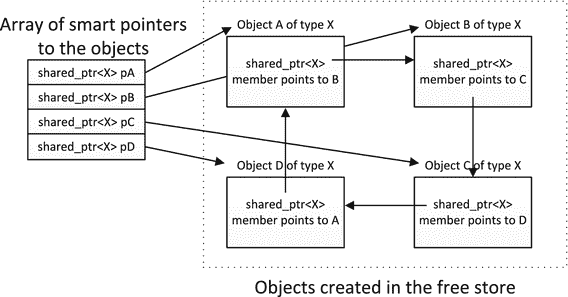 Array of smart pointers
to the objects
shared_ptr<X> pA
shared_ptr<X> pB
shared_ptr<X> pC
shared_ptr<X> pD
Object A of type X
shared_ptr<X>
member points to B
Object B of type X
shared_ptr<X>
member points to C
Object D of type X
shared_ptr<X>
member points to A
Object C of type X
shared_ptr<X>
member points to D
Objects created in the free store